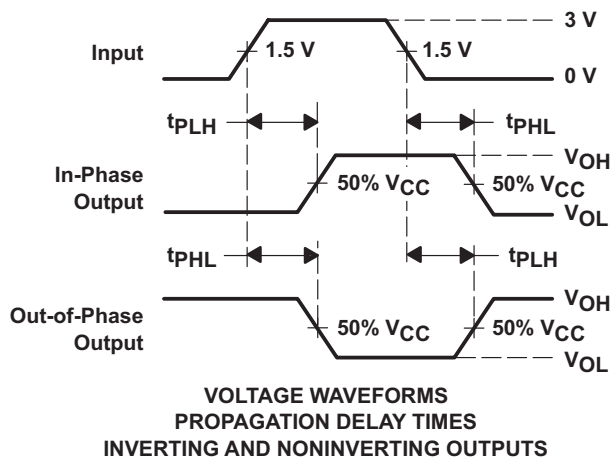 3 V
Input
1.5 V
1.5 V
0 V
tPLH
tPHL
VOH
In-Phase
Output
50% VCC
50% VCC
VOL
tPHL
tPLH
VOH
Out-of-Phase
Output
50% VCC
50% VCC
VOL
VOLTAGE WAVEFORMS
PROPAGATION DELAY TIMES
INVERTING AND NONINVERTING OUTPUTS